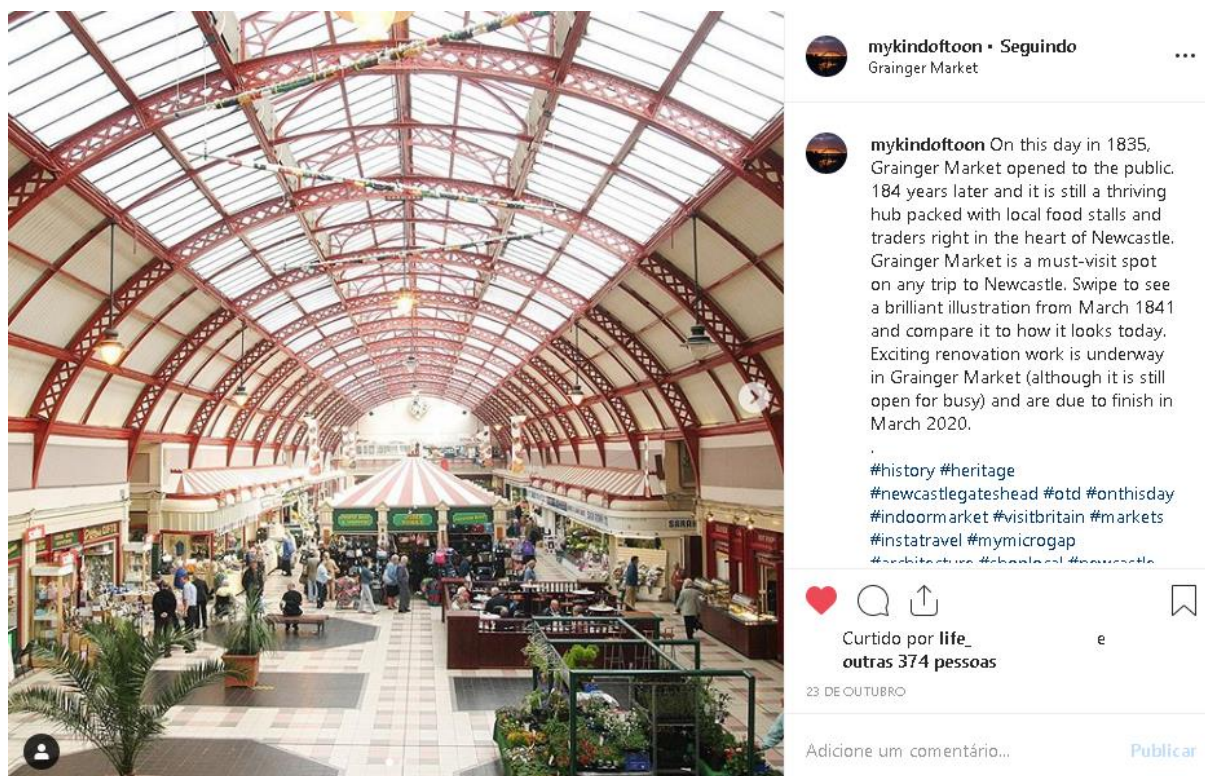 mykindoftoon • Seguindo
Grainger Market
mykindoftoon On this day in 1835,
Grainger Market opened to the public.
184 years later and it is still a thriving
hub packed with local food stalls and
traders right in the heart of Newcastle.
Grainger Market is a must-visit spot
on any trip to Newcastle. Swipe to see
a brilliant illustration from March 1841
and compare it to how it looks today.
Exciting renovation work is underway
in Grainger Market (although it is still
open for busy) and are due to finish in
March 2020.
.
#history #heritage
#newcastlegateshead #otd #onthisday
#indoormarket #visitbritain #markets
#instatravel #mymicrogap
#architecture #shoplocal #newcastle
Curtido por life_ e
outras 374 pessoas
23 DE OUTUBRO
Adicione um comentário... Publicar